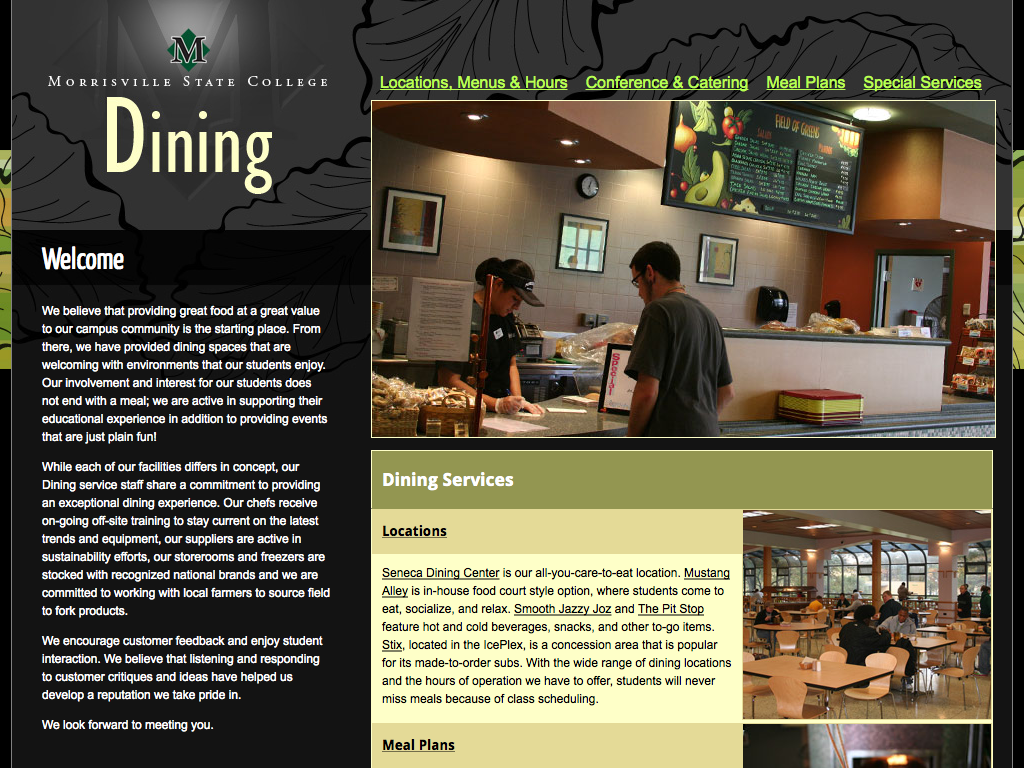 M
MORRISVILLE STATE COLLEGE
Dining
Locations, Menus & Hours Conference & Catering Meal Plans Special Services
FIELD OF GREENS
Special
Welcome
We believe that providing great food at a great value
to our campus community is the starting place. From
there, we have provided dining spaces that are
welcoming with environments that our students enjoy.
Our involvement and interest for our students does
not end with a meal; we are active in supporting their
educational experience in addition to providing events
that are just plain fun!
While each of our facilities differs in concept, our
Dining service staff share a commitment to providing
an exceptional dining experience. Our chefs receive
on-going off-site training to stay current on the latest
trends and equipment, our suppliers are active in
sustainability efforts, our storerooms and freezers are
stocked with recognized national brands and we are
committed to working with local farmers to source field
to fork products.
We encourage customer feedback and enjoy student
interaction. We believe that listening and responding
to customer critiques and ideas have helped us
develop a reputation we take pride in.
We look forward to meeting you.
Dining Services
Locations
Seneca Dining Center is our all-you-care-to-eat location. Mustang
Alley is in-house food court style option, where students come to
eat, socialize, and relax. Smooth Jazzy Joz and The Pit Stop
feature hot and cold beverages, snacks, and other to-go items.
Stix, located in the IcePlex, is a concession area that is popular
for its made-to-order subs. With the wide range of dining locations
and the hours of operation we have to offer, students will never
miss meals because of class scheduling.
Meal Plans